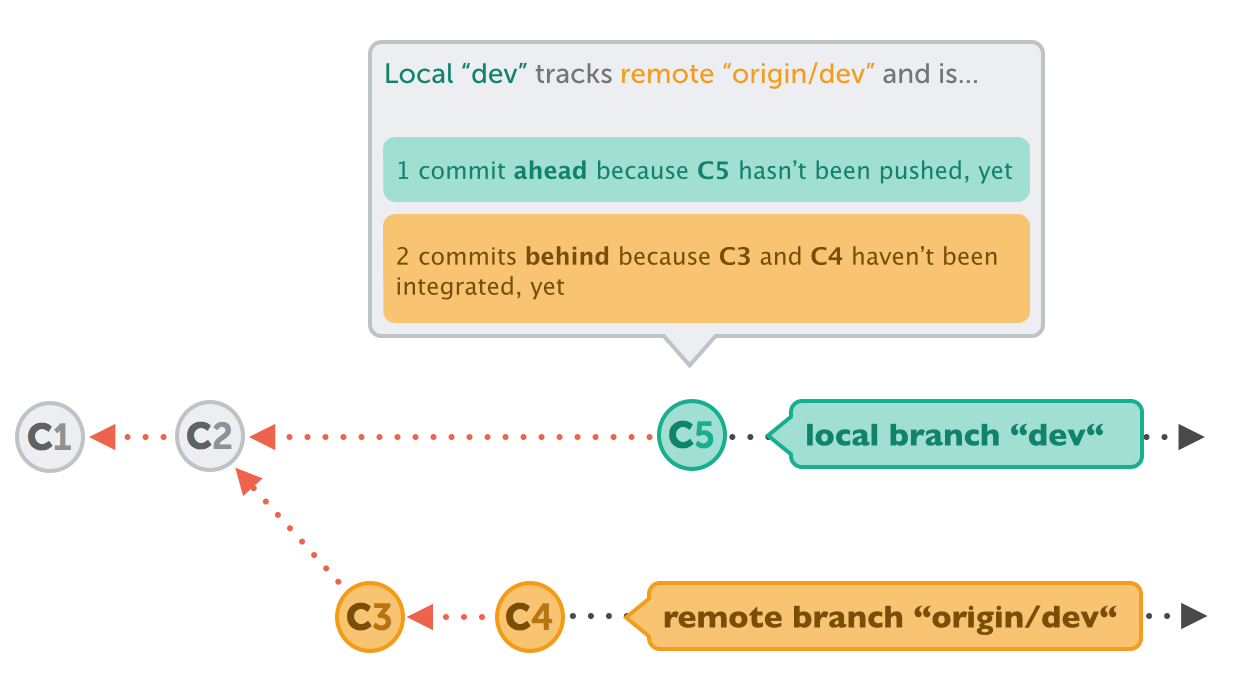 Local “dev” tracks remote “origin/dev” and is...
1 commit ahead because C5 hasn’t been pushed, yet
2 commits behind because C3 and C4 haven’t been
integrated, yet
C1
C2
C5
local branch “dev“
C3
C4
remote branch “origin/dev“